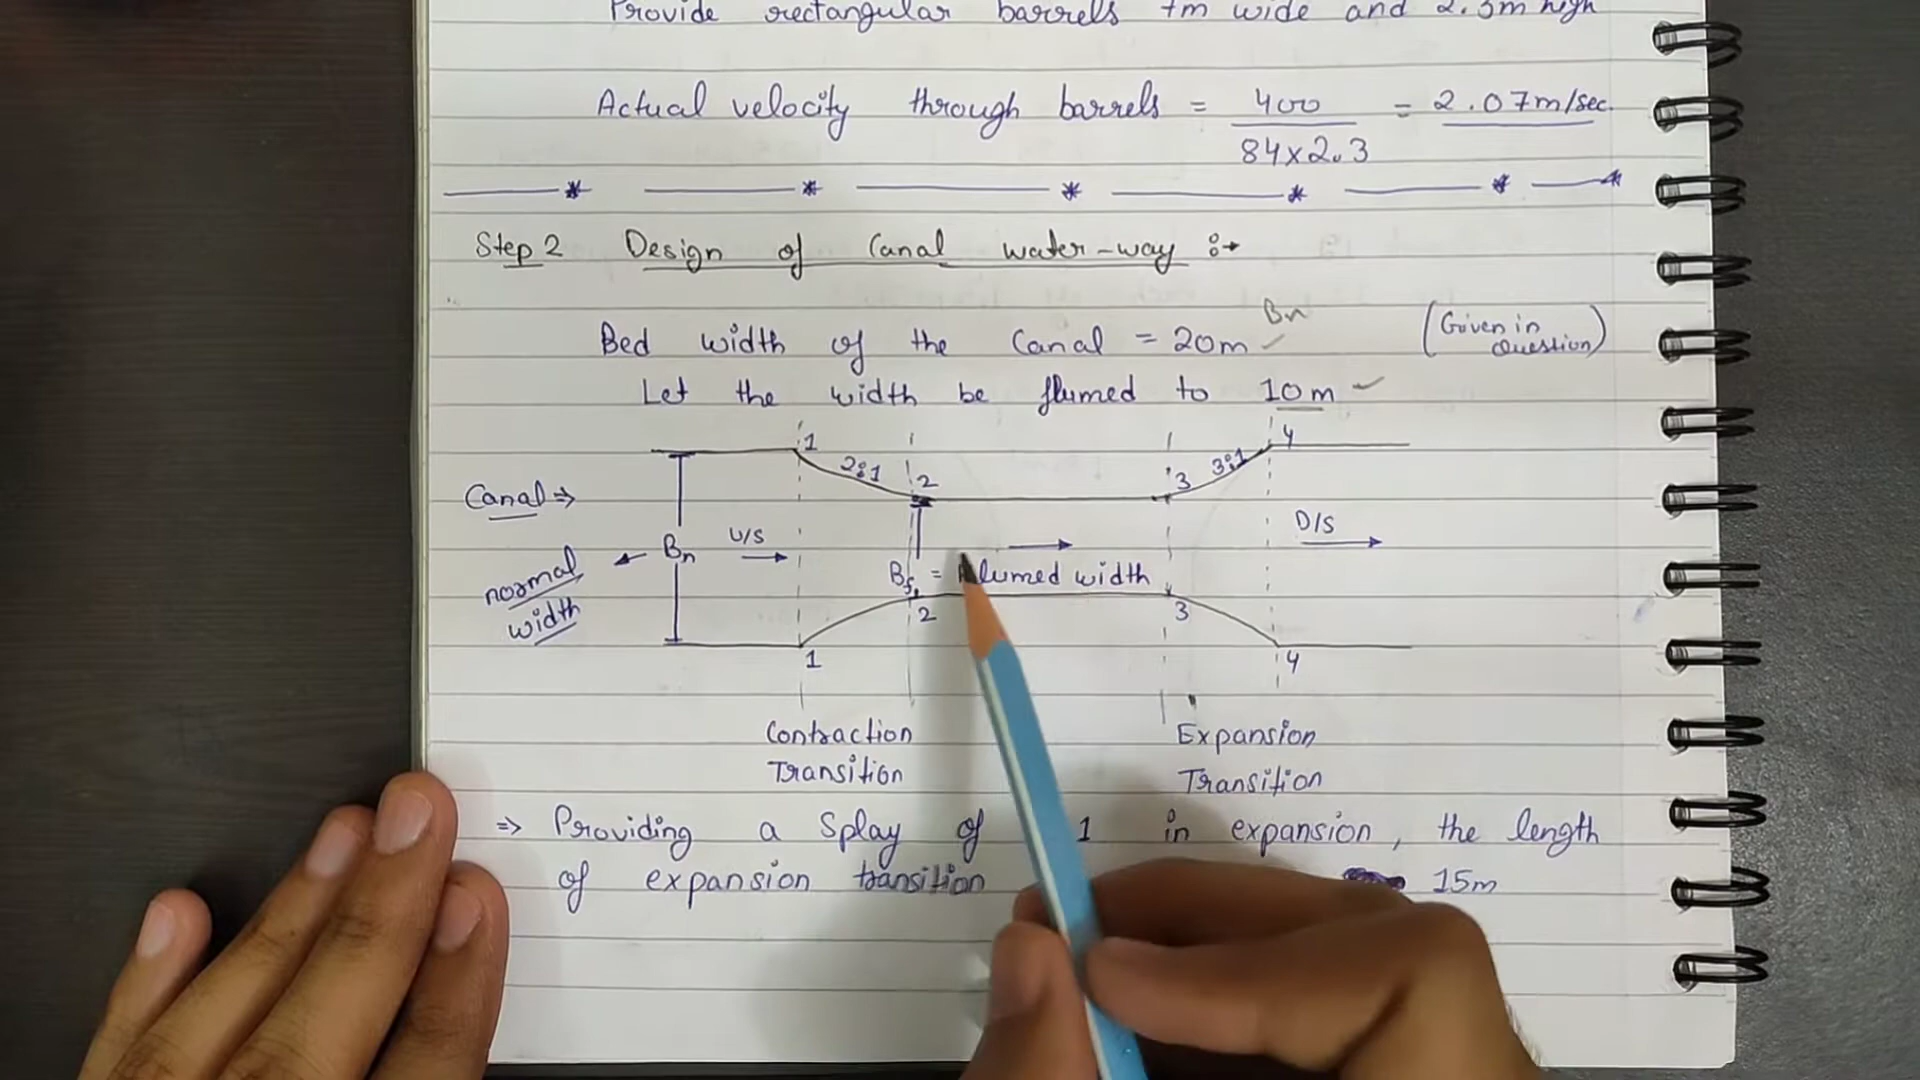 Provide rectangular barrels 7m wide and 2.3m high
Actual velocity through barrels = 400 / 84x2.3 = 2.07m/sec.
Step 2 Design of Canal water-way :→
Bn
Bed width of the Canal = 20m ✓ (Given in Question)
Let the width be flumed to 10m ✓
1 2:1 2 3 3:1 4
Canal ⇒
U/S
D/S
Bn
normal width
Bf = flumed width
2 3
1 4
Contraction Transition
Expansion Transition
⇒ Providing a Splay of 1 in expansion, the length
of expansion transition 15m